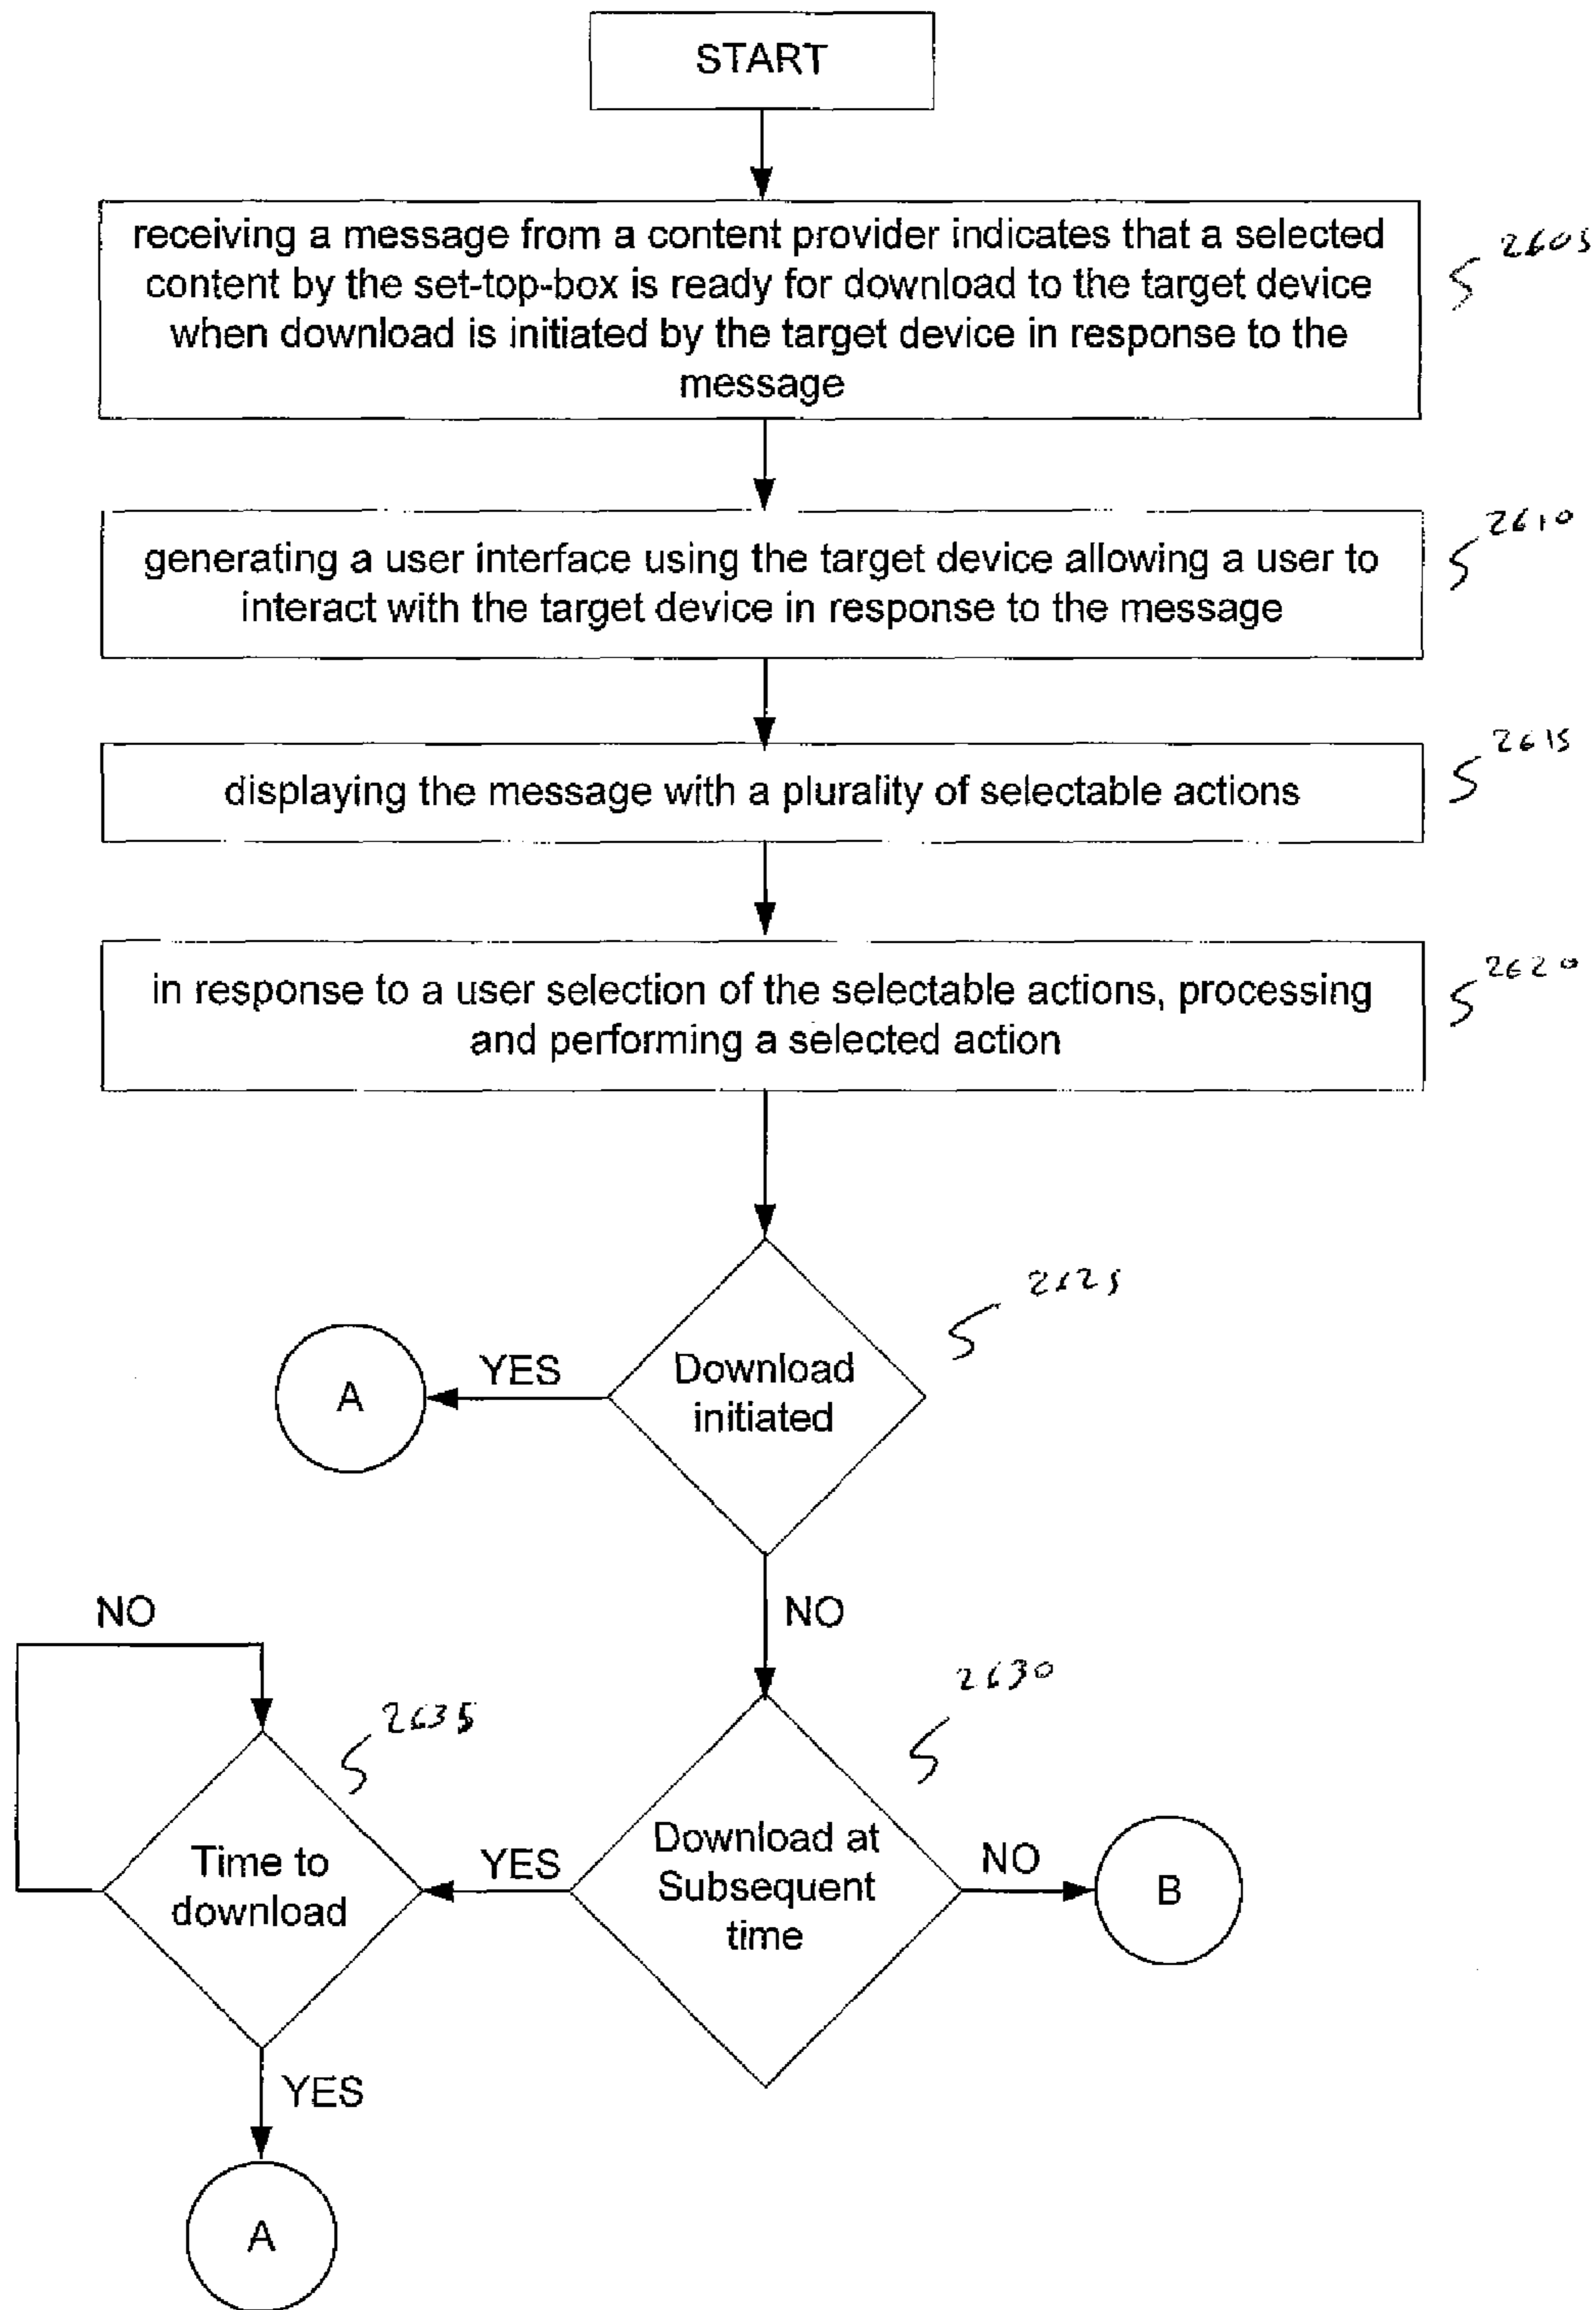 START
receiving a message from a content provider indicates that a selected
content by the set-top-box is ready for download to the target device
when download is initiated by the target device in response to the
message
2605
generating a user interface using the target device allowing a user to
interact with the target device in response to the message
2610
displaying the message with a plurality of selectable actions
2615
in response to a user selection of the selectable actions, processing
and performing a selected action
2620
2625
Download
initiated
YES
A
NO
NO
2630
2635
Download at
Subsequent
time
YES
NO
B
Time to
download
YES
A